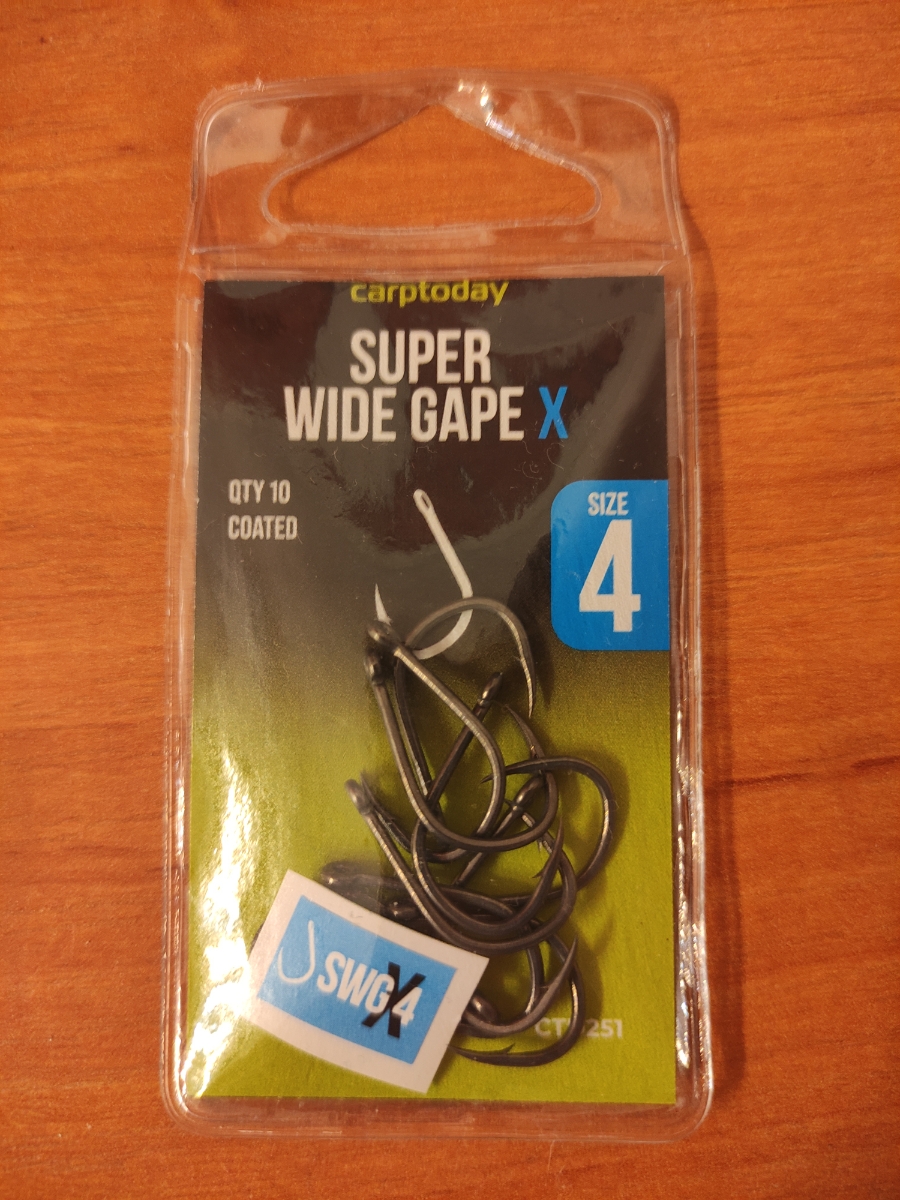 carptoday
SUPER
WIDE GAPE X
QTY 10
COATED
SIZE
4
SWG X 4